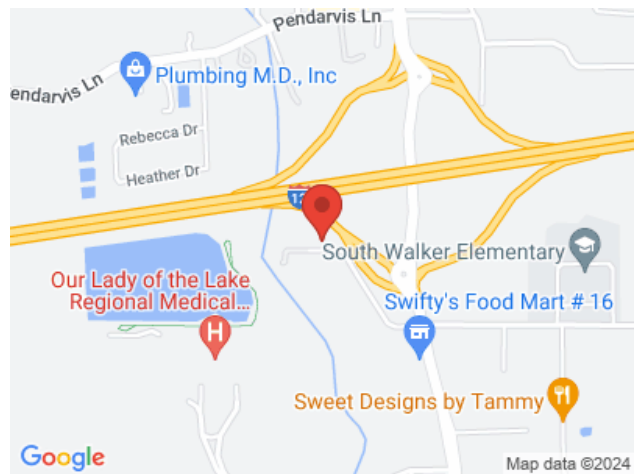 Pendarvis Ln
Plumbing M.D., Inc
endarvis Ln
Rebecca Dr
Heather Dr
12
South Walker Elementary
Our Lady of the Lake
Regional Medical...
H
Swifty's Food Mart # 16
Sweet Designs by Tammy
Google
Map data ©2024